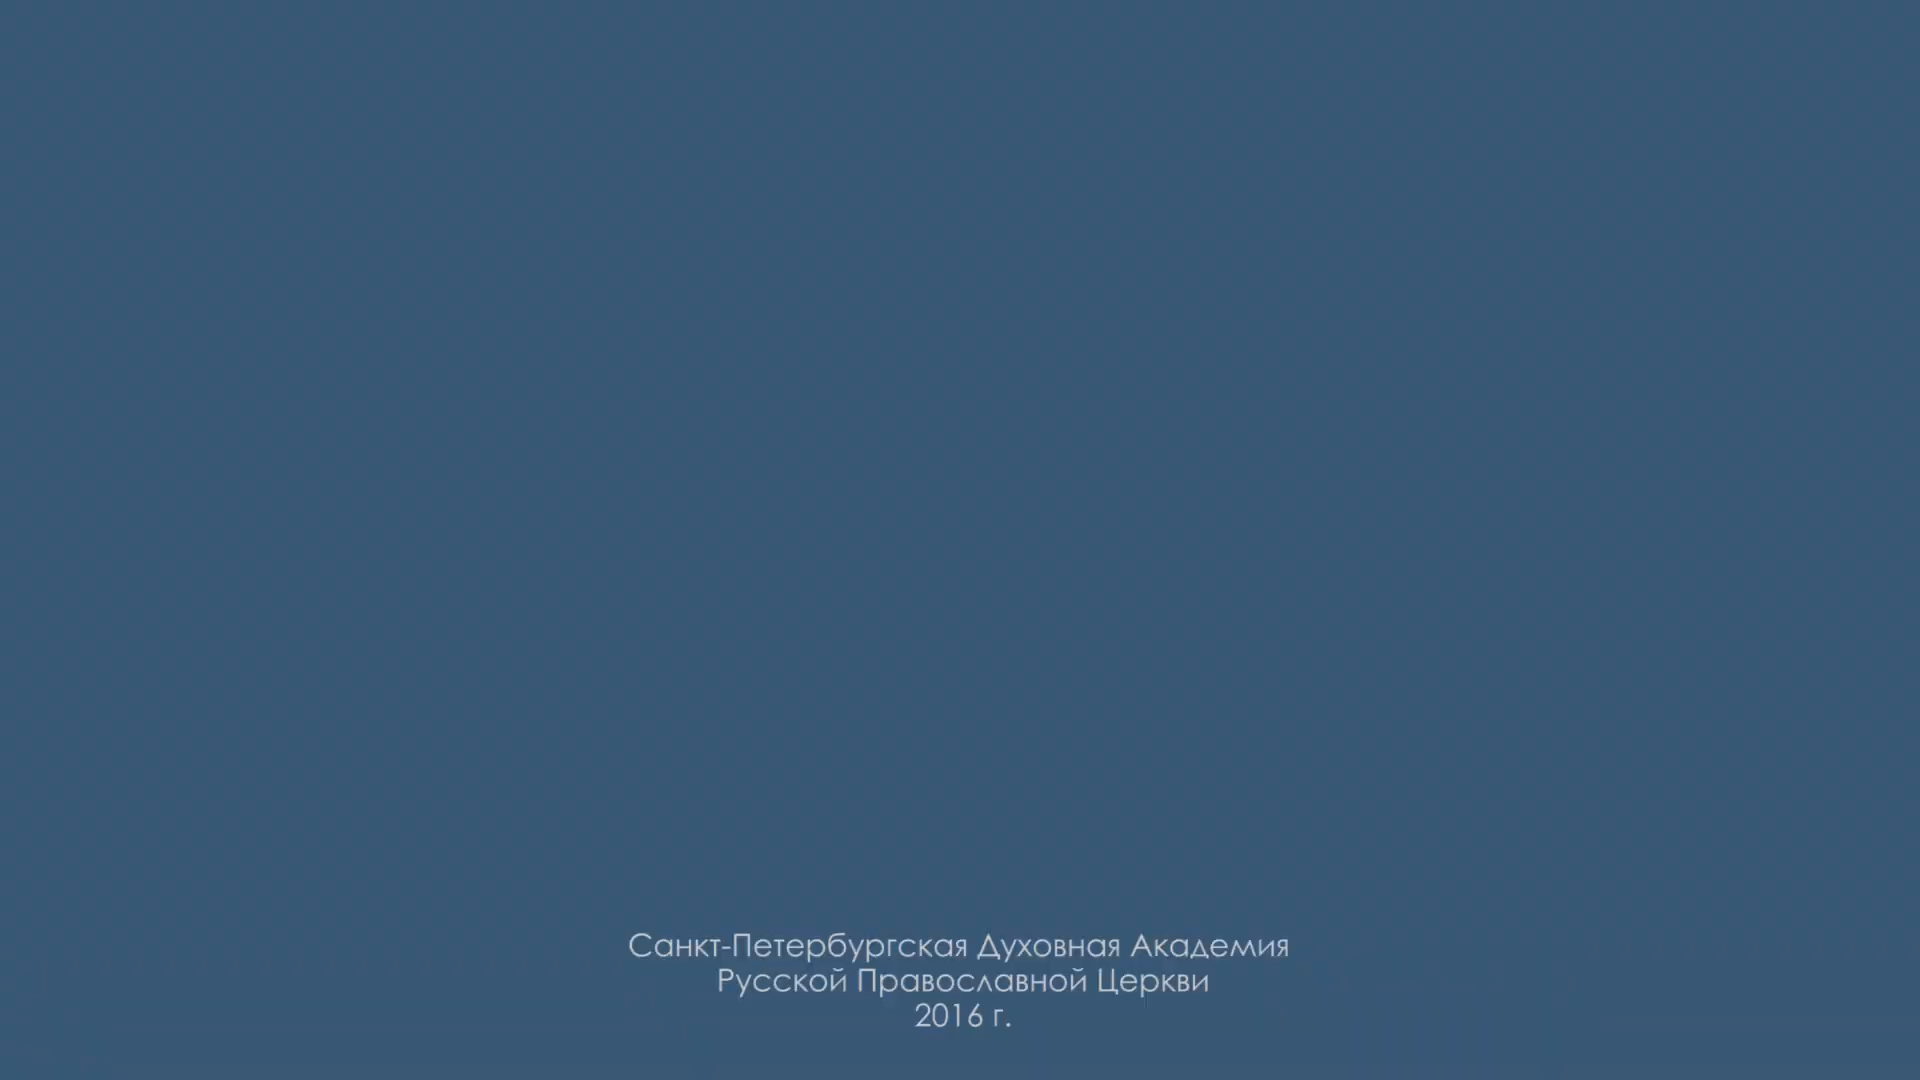 Санкт-Петербургская Духовная Академия
Русской Православной Церкви
2016 г.